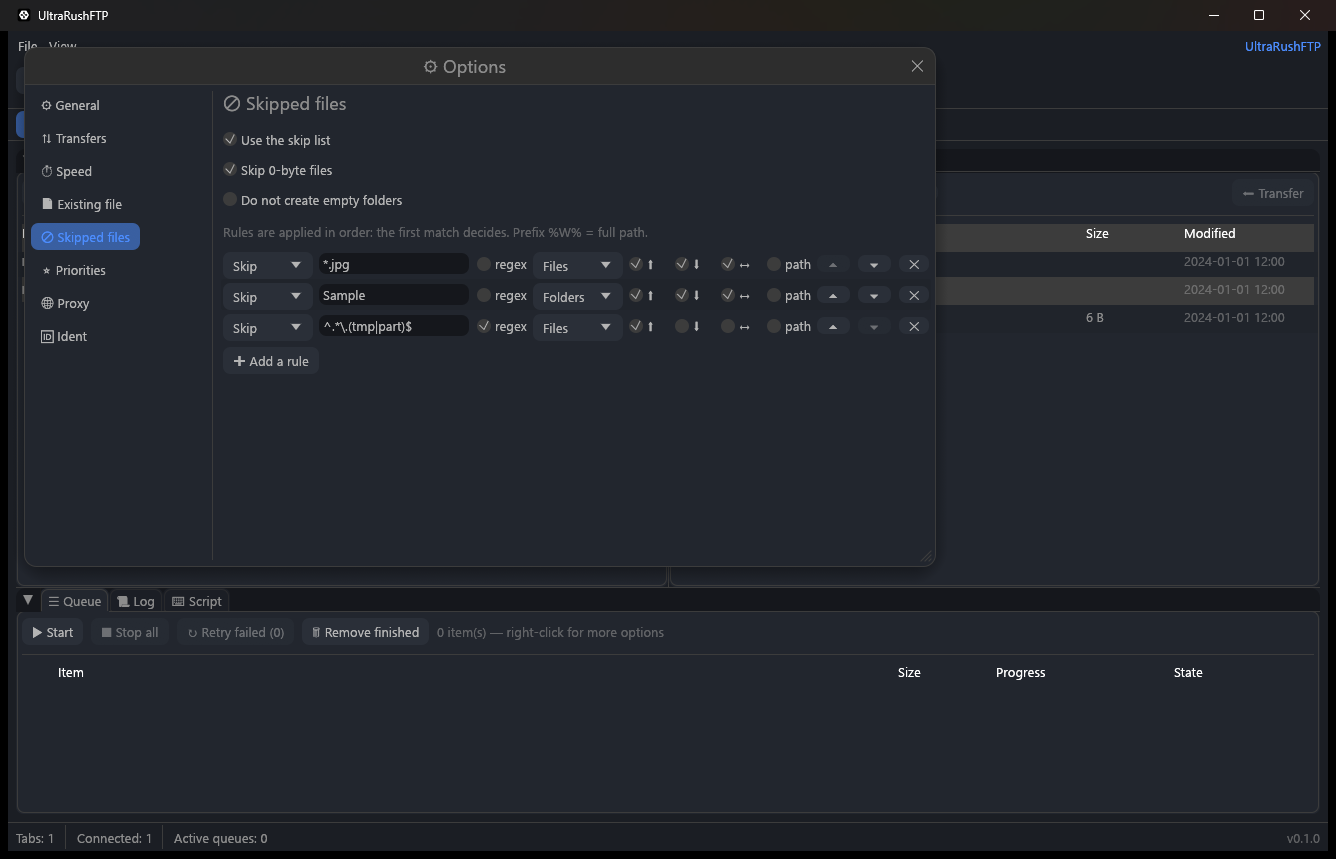 UltraRushFTP
File View
UltraRushFTP
Options
General
Transfers
Speed
Existing file
Skipped files
Priorities
Proxy
Ident
Skipped files
Use the skip list
Skip 0-byte files
Do not create empty folders
Rules are applied in order: the first match decides. Prefix %W% = full path.
Skip *.jpg regex Files path
Skip Sample regex Folders path
Skip ^.*\.(tmp|part)$ regex Files path
Add a rule
Transfer
Size Modified
2024-01-01 12:00
2024-01-01 12:00
6 B 2024-01-01 12:00
Queue Log Script
Start Stop all Retry failed (0) Remove finished 0 item(s) — right-click for more options
Item Size Progress State
Tabs: 1 Connected: 1 Active queues: 0 v0.1.0